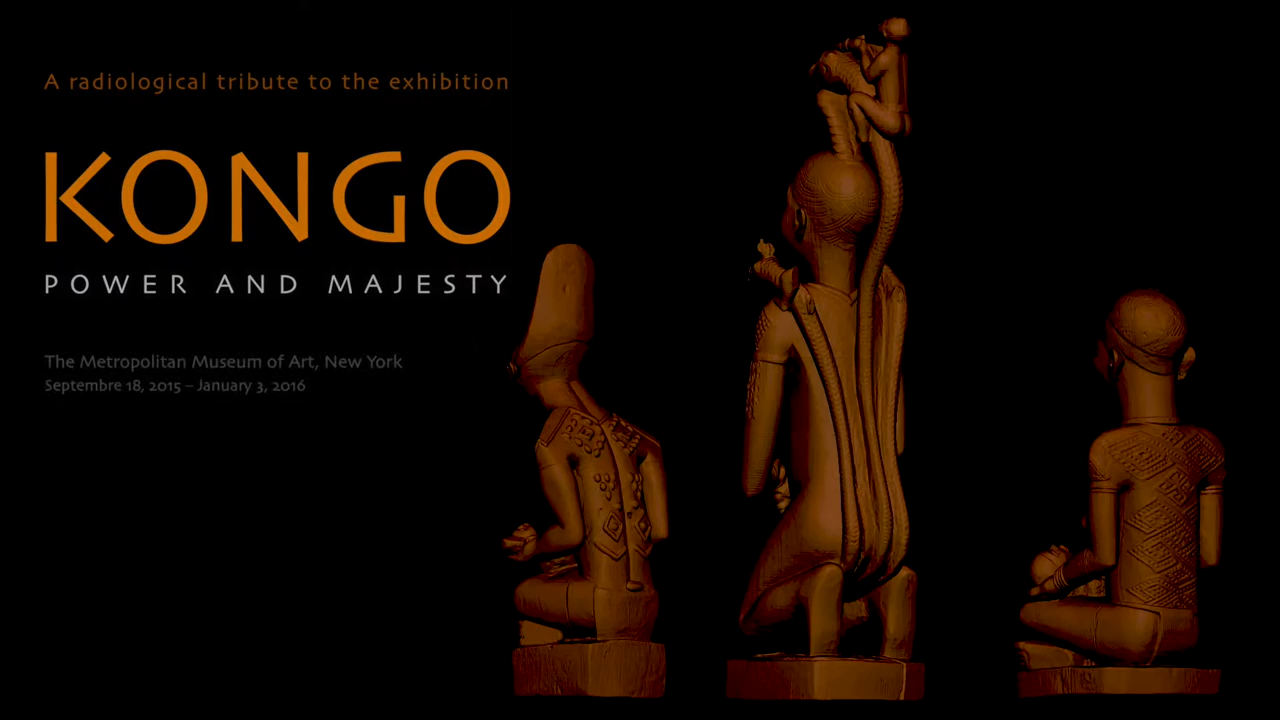 A radiological tribute to the exhibition
KONGO
POWER AND MAJESTY
The Metropolitan Museum of Art, New York
Septembre 18, 2015 – January 3, 2016